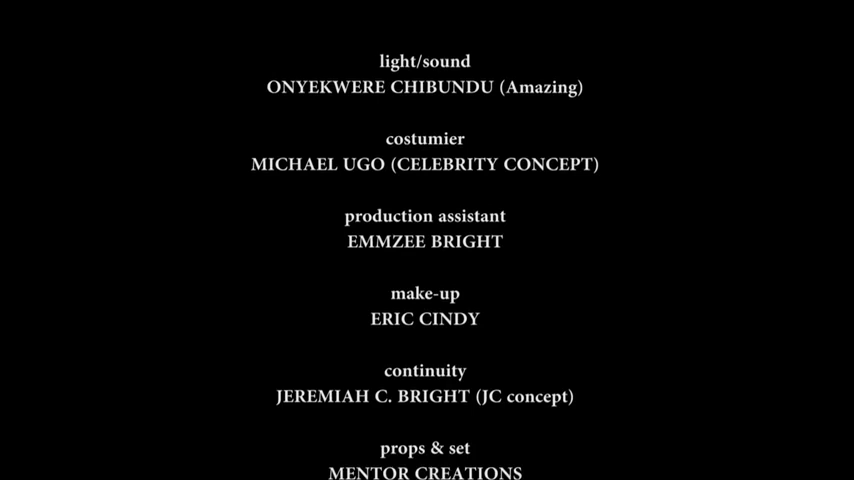 light/sound
ONYEKWERE CHIBUNDU (Amazing)
costumier
MICHAEL UGO (CELEBRITY CONCEPT)
production assistant
EMMZEE BRIGHT
make-up
ERIC CINDY
continuity
JEREMIAH C. BRIGHT (JC concept)
props & set
MENTOR CREATIONS